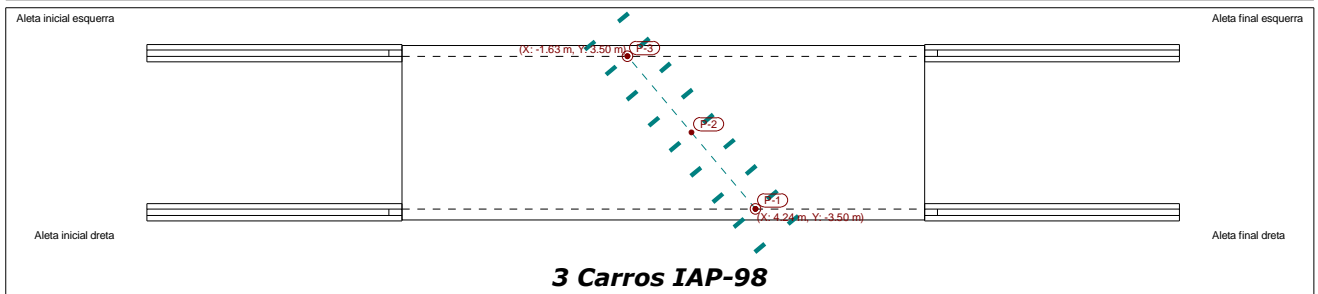 Aleta inicial esquerra
Aleta final esquerra
(X: -1.63 m, Y: 3.50 m)
P-3
P-2
P-1
(X: 4.24 m, Y: -3.50 m)
Aleta inicial dreta
Aleta final dreta
3 Carros IAP-98